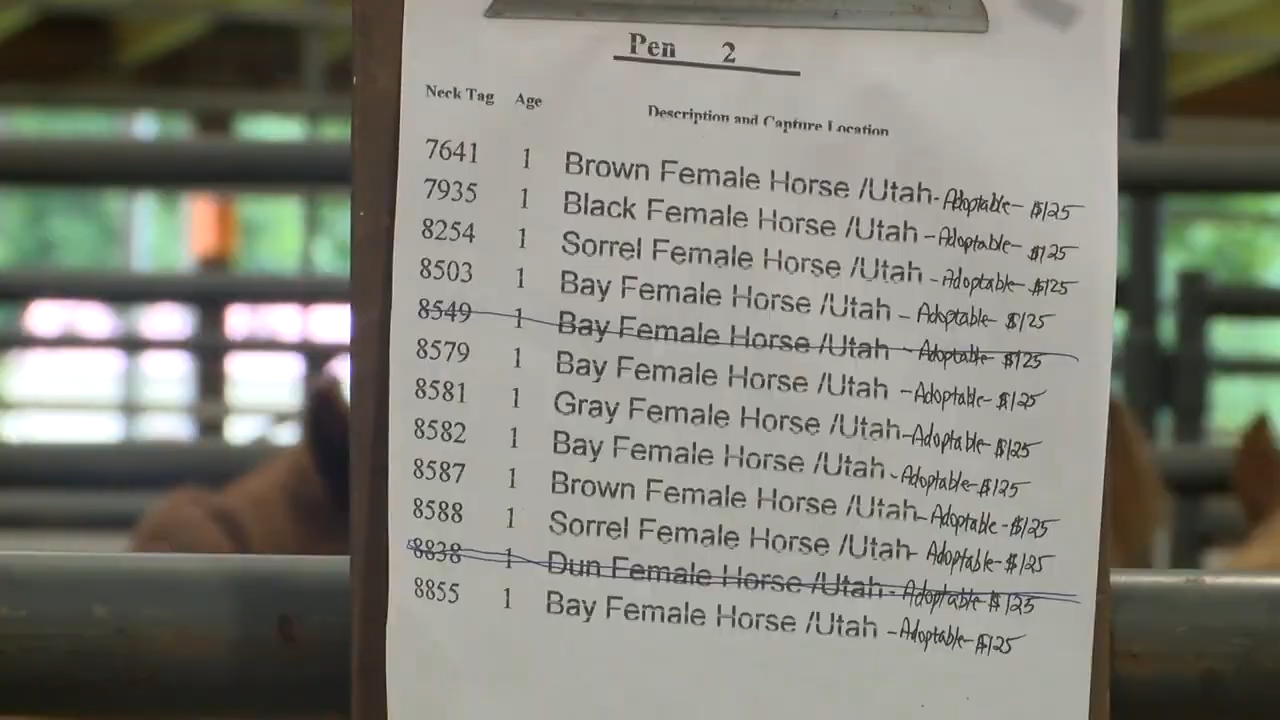 Pen 2
Neck Tag Age Description and Capture Location
7641 1 Brown Female Horse /Utah- Adoptable- $125
7935 1 Black Female Horse /Utah - Adoptable- $125
8254 1 Sorrel Female Horse /Utah - Adoptable- $125
8503 1 Bay Female Horse /Utah - Adoptable- $125
8549 1 Bay Female Horse /Utah - Adoptable- $125
8579 1 Bay Female Horse /Utah - Adoptable- $125
8581 1 Gray Female Horse /Utah- Adoptable- $125
8582 1 Bay Female Horse /Utah - Adoptable- $125
8587 1 Brown Female Horse /Utah- Adoptable - $125
8588 1 Sorrel Female Horse /Utah- Adoptable- $125
8838 1 Dun Female Horse /Utah- Adoptable- $125
8855 1 Bay Female Horse /Utah - Adoptable- $125